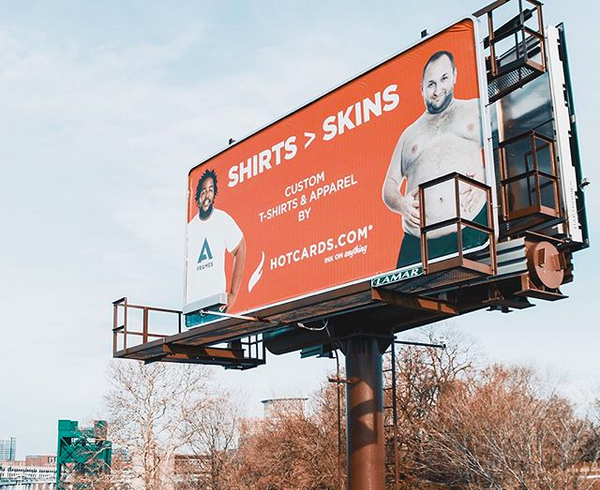 SHIRTS > SKINS
CUSTOM
T-SHIRTS & APPAREL
BY
HOTCARDS.COM®
INK ON anything
A
FRAMES
LAMAR